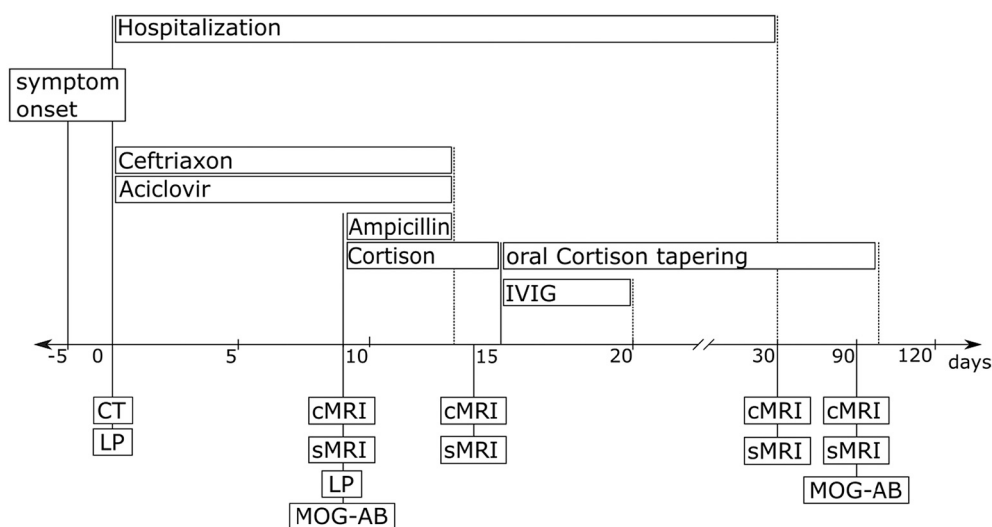 Hospitalization
symptom
onset
Ceftriaxon
Aciclovir
Ampicillin
Cortison
oral Cortison tapering
IVIG
-5 0 5 10 15 20 30 90 120 days
CT cMRI cMRI cMRI cMRI
LP sMRI sMRI sMRI sMRI
LP MOG-AB
MOG-AB